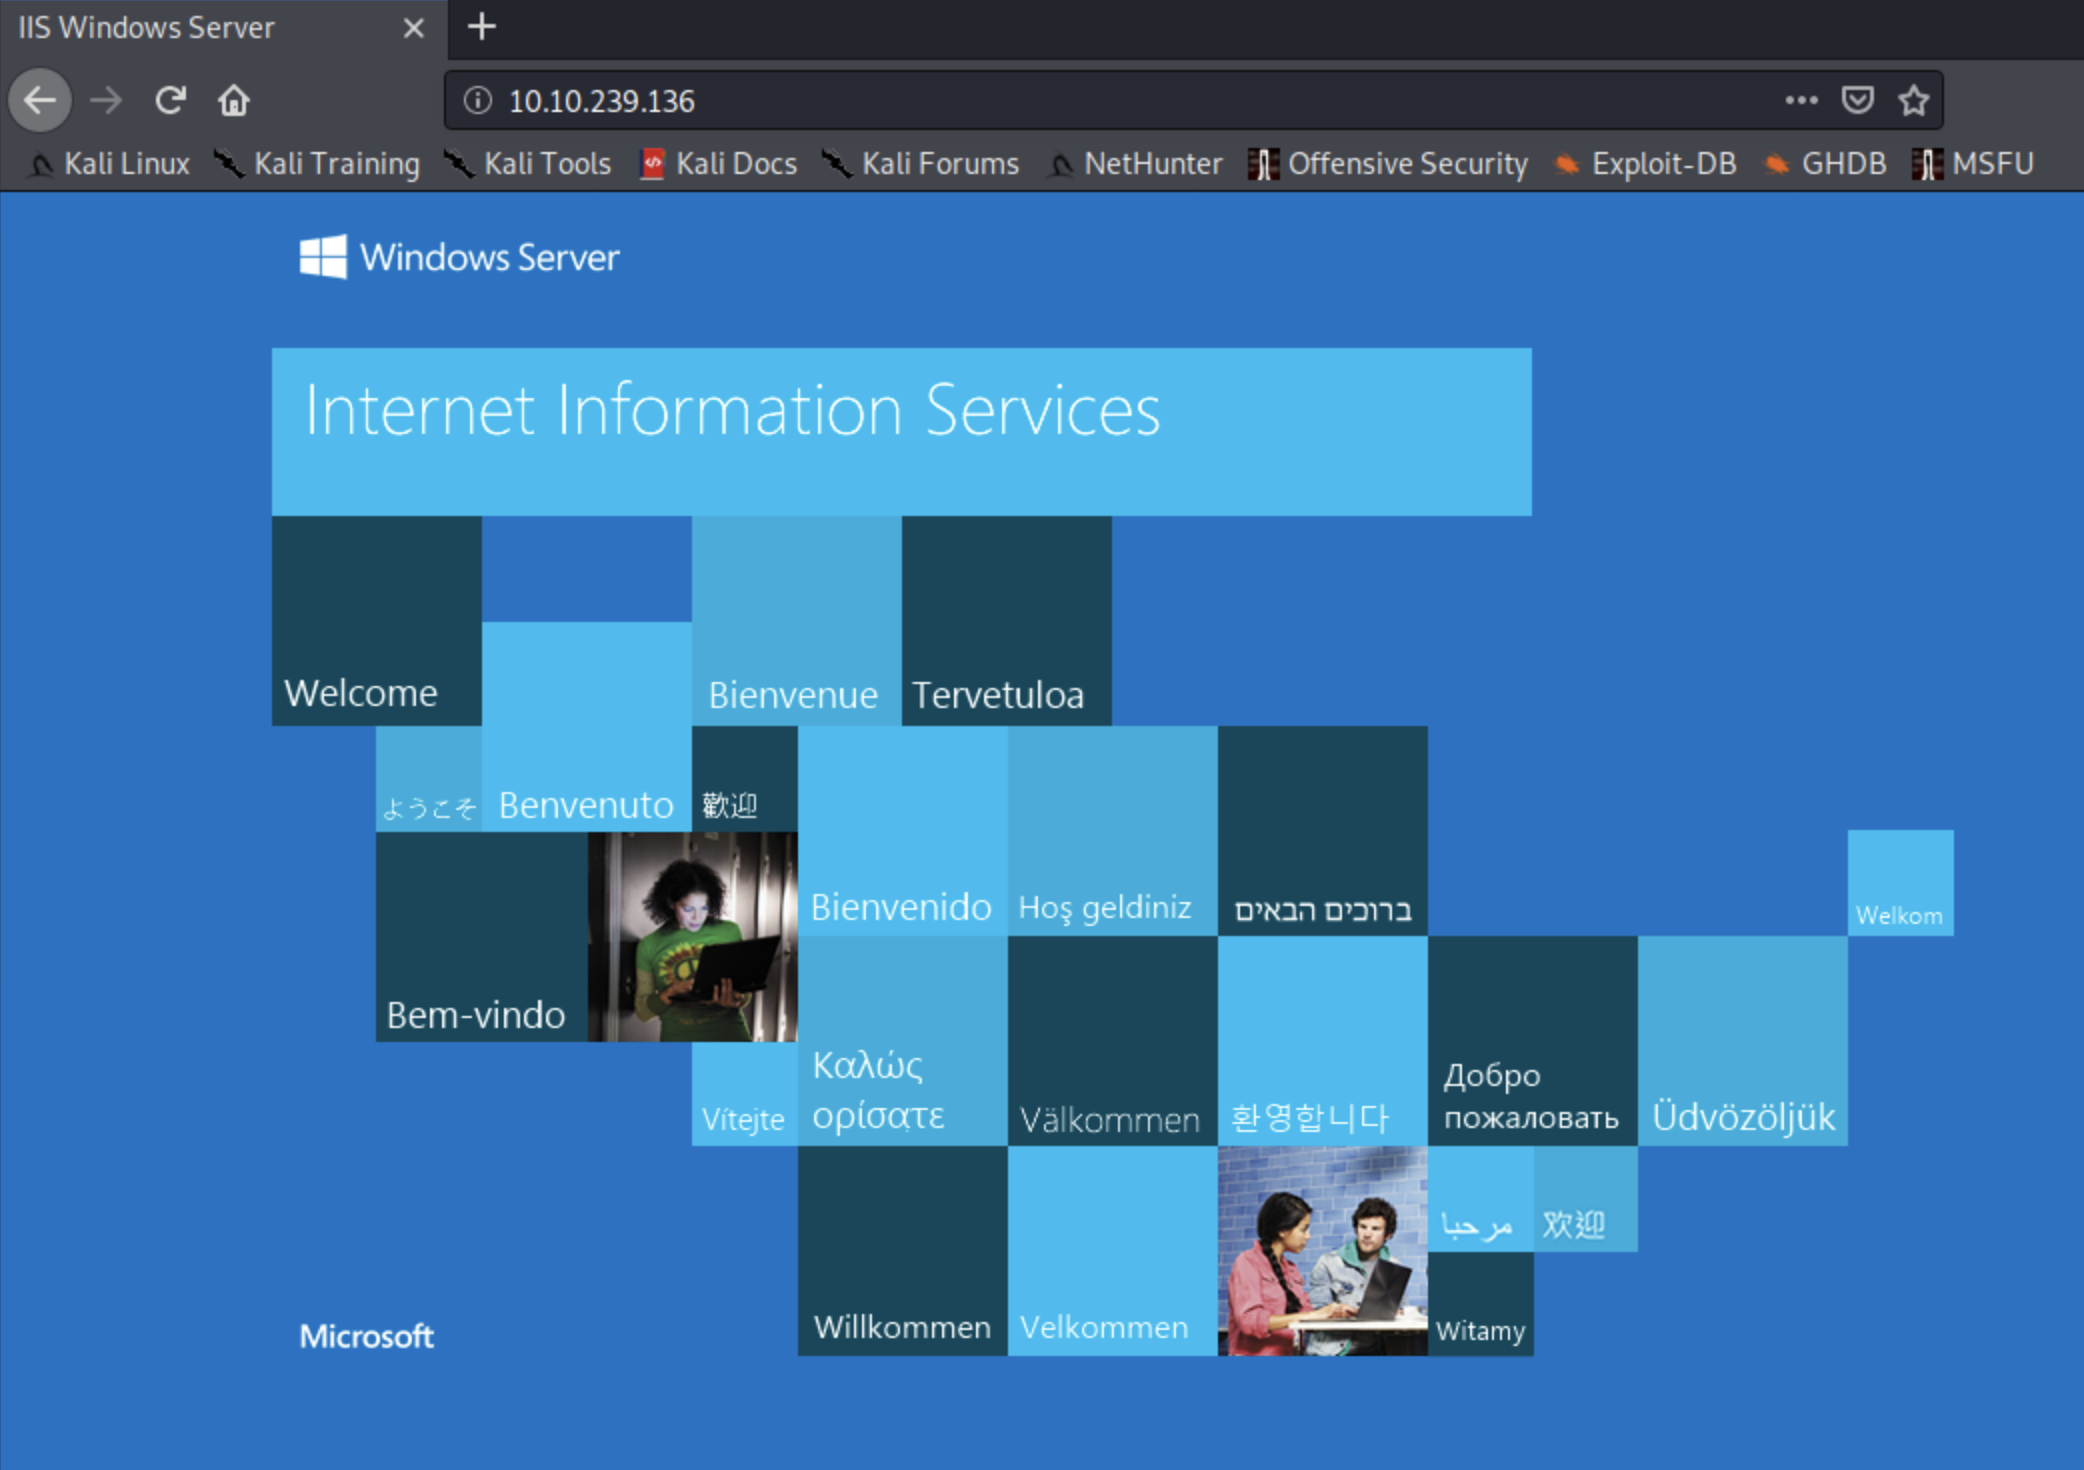 IIS Windows Server
10.10.239.136
Kali Linux Kali Training Kali Tools Kali Docs Kali Forums NetHunter Offensive Security Exploit-DB GHDB MSFU
Windows Server
Internet Information Services
Welcome
Bienvenue
Tervetuloa
ようこそ
Benvenuto
歡迎
Bienvenido
Hoş geldiniz
ברוכים הבאים
Welkom
Bem-vindo
Vítejte
Καλώς
ορίσατε
Välkommen
환영합니다
Добро
пожаловать
Üdvözöljük
مرحبا
欢迎
Willkommen
Velkommen
Witamy
Microsoft